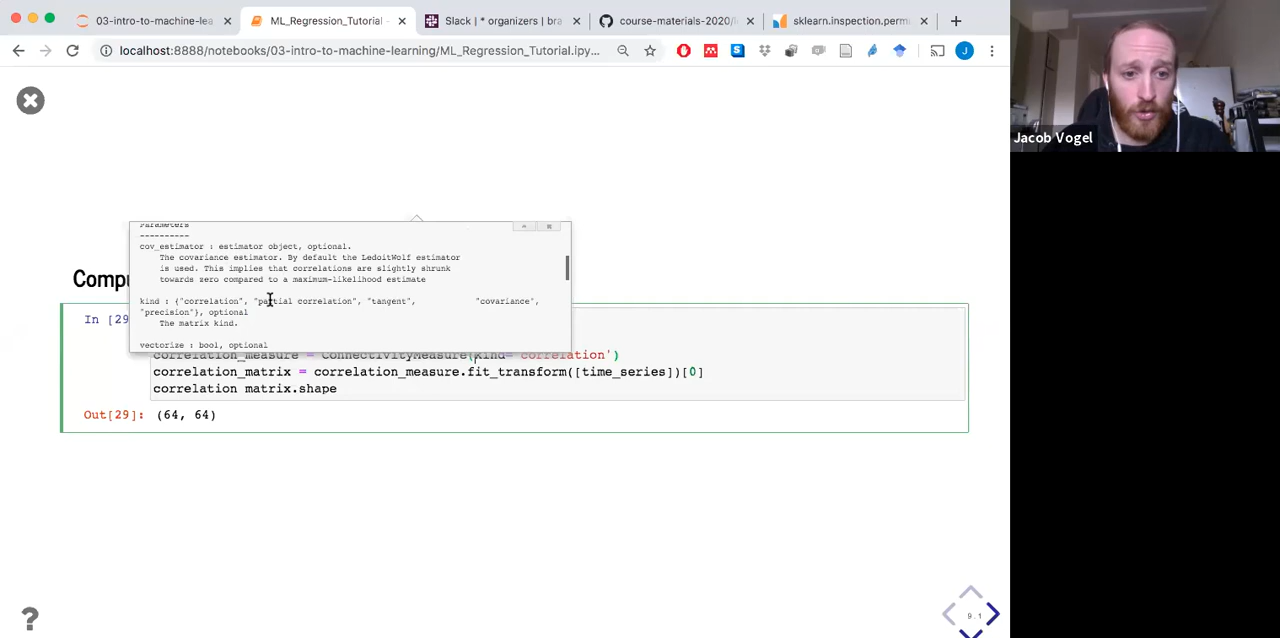 03-intro-to-machine-lea
ML_Regression_Tutorial
Slack | * organizers | bra
course-materials-2020/
sklearn.inspection.perm
localhost:8888/notebooks/03-intro-to-machine-learning/ML_Regression_Tutorial.ipy...
J
Jacob Vogel
Parameters
----------
cov_estimator : estimator object, optional.
The covariance estimator. By default the LedoitWolf estimator
is used. This implies that correlations are slightly shrunk
towards zero compared to a maximum-likelihood estimate
kind : {"correlation", "partial correlation", "tangent", "covariance",
"precision"}, optional
The matrix kind.
vectorize : bool, optional
Compu
In [29
correlation_measure = ConnectivityMeasure(kind='correlation')
correlation_matrix = correlation_measure.fit_transform([time_series])[0]
correlation_matrix.shape
Out[29]: (64, 64)
?
9.1